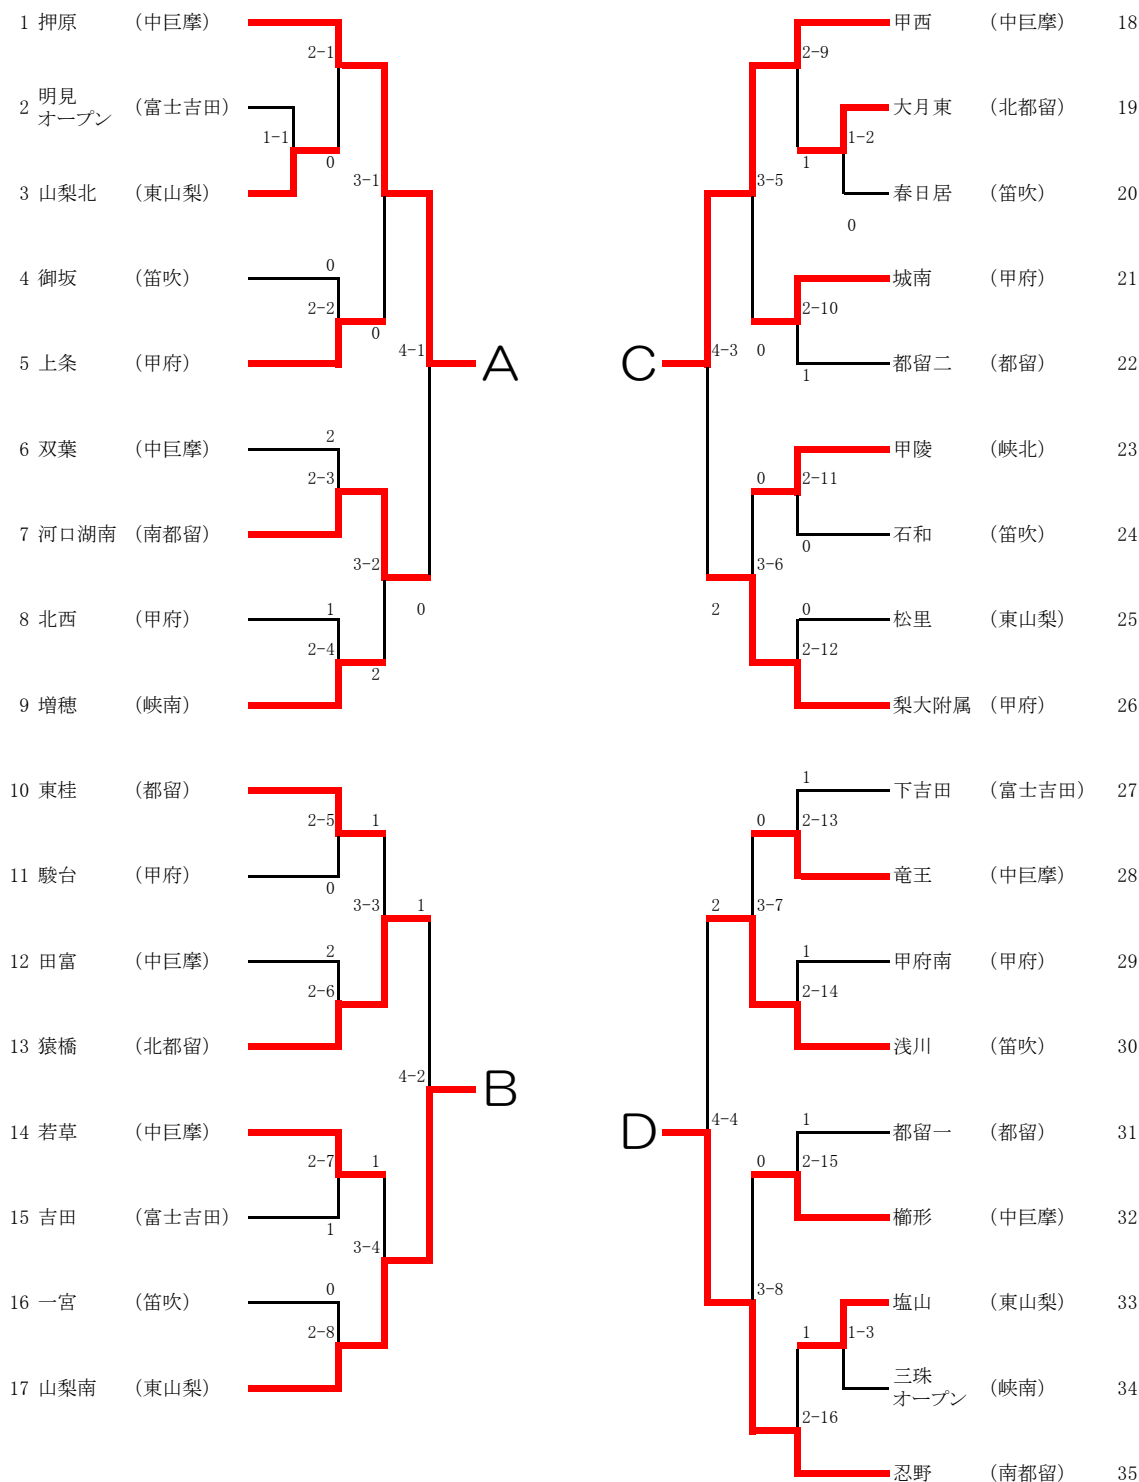 1 押原 (中巨摩)
2-1
2 明見
オープン (富士吉田)
1-1
0
3 山梨北 (東山梨)
3-1
4 御坂 (笛吹)
0
2-2
0
4-1
A
5 上条 (甲府)
6 双葉 (中巨摩)
2
2-3
7 河口湖南 (南都留)
3-2
0
8 北西 (甲府)
1
2-4
2
9 増穂 (峡南)
10 東桂 (都留)
2-5
1
11 駿台 (甲府)
0
3-3
1
12 田富 (中巨摩)
2
2-6
13 猿橋 (北都留)
4-2
B
14 若草 (中巨摩)
2-7
1
15 吉田 (富士吉田)
1
3-4
16 一宮 (笛吹)
0
2-8
17 山梨南 (東山梨)
甲西 (中巨摩) 18
2-9
大月東 (北都留) 19
1-2
1
3-5
春日居 (笛吹) 20
0
城南 (甲府) 21
2-10
4-3
0
C
都留二 (都留) 22
1
甲陵 (峡北) 23
0
2-11
石和 (笛吹) 24
0
3-6
2
0
松里 (東山梨) 25
2-12
梨大附属 (甲府) 26
1
下吉田 (富士吉田) 27
0
2-13
竜王 (中巨摩) 28
2
3-7
1
甲府南 (甲府) 29
2-14
浅川 (笛吹) 30
D
4-4
1
都留一 (都留) 31
0
2-15
櫛形 (中巨摩) 32
3-8
塩山 (東山梨) 33
1
1-3
三珠
オープン (峡南) 34
2-16
忍野 (南都留) 35